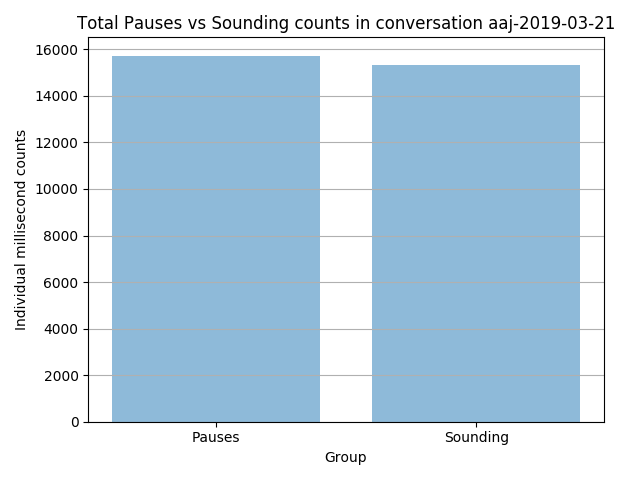 Total Pauses vs Sounding counts in conversation aaj-2019-03-21
16000
14000
12000
10000
8000
6000
4000
2000
0
Individual millisecond counts
Pauses
Sounding
Group